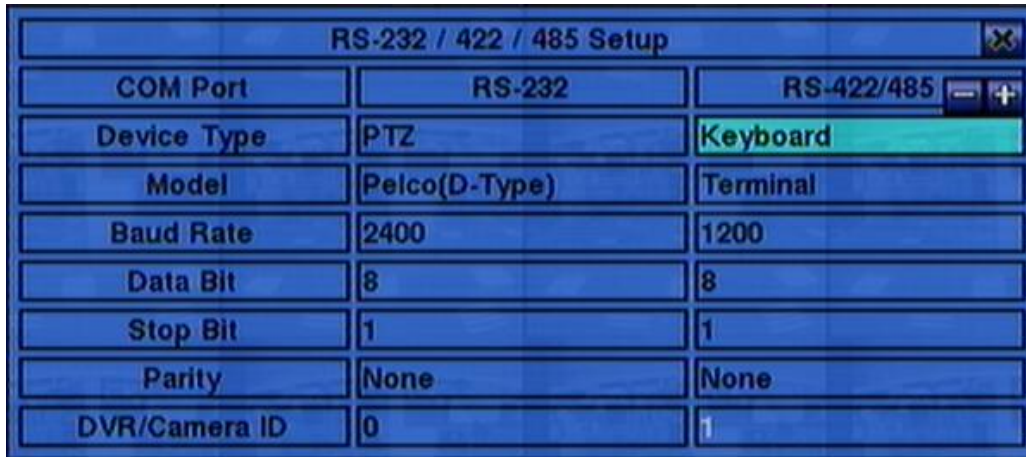 RS-232 / 422 / 485 Setup
COM Port RS-232 RS-422/485
Device Type PTZ Keyboard
Model Pelco(D-Type) Terminal
Baud Rate 2400 1200
Data Bit 8 8
Stop Bit 1 1
Parity None None
DVR/Camera ID 0 1